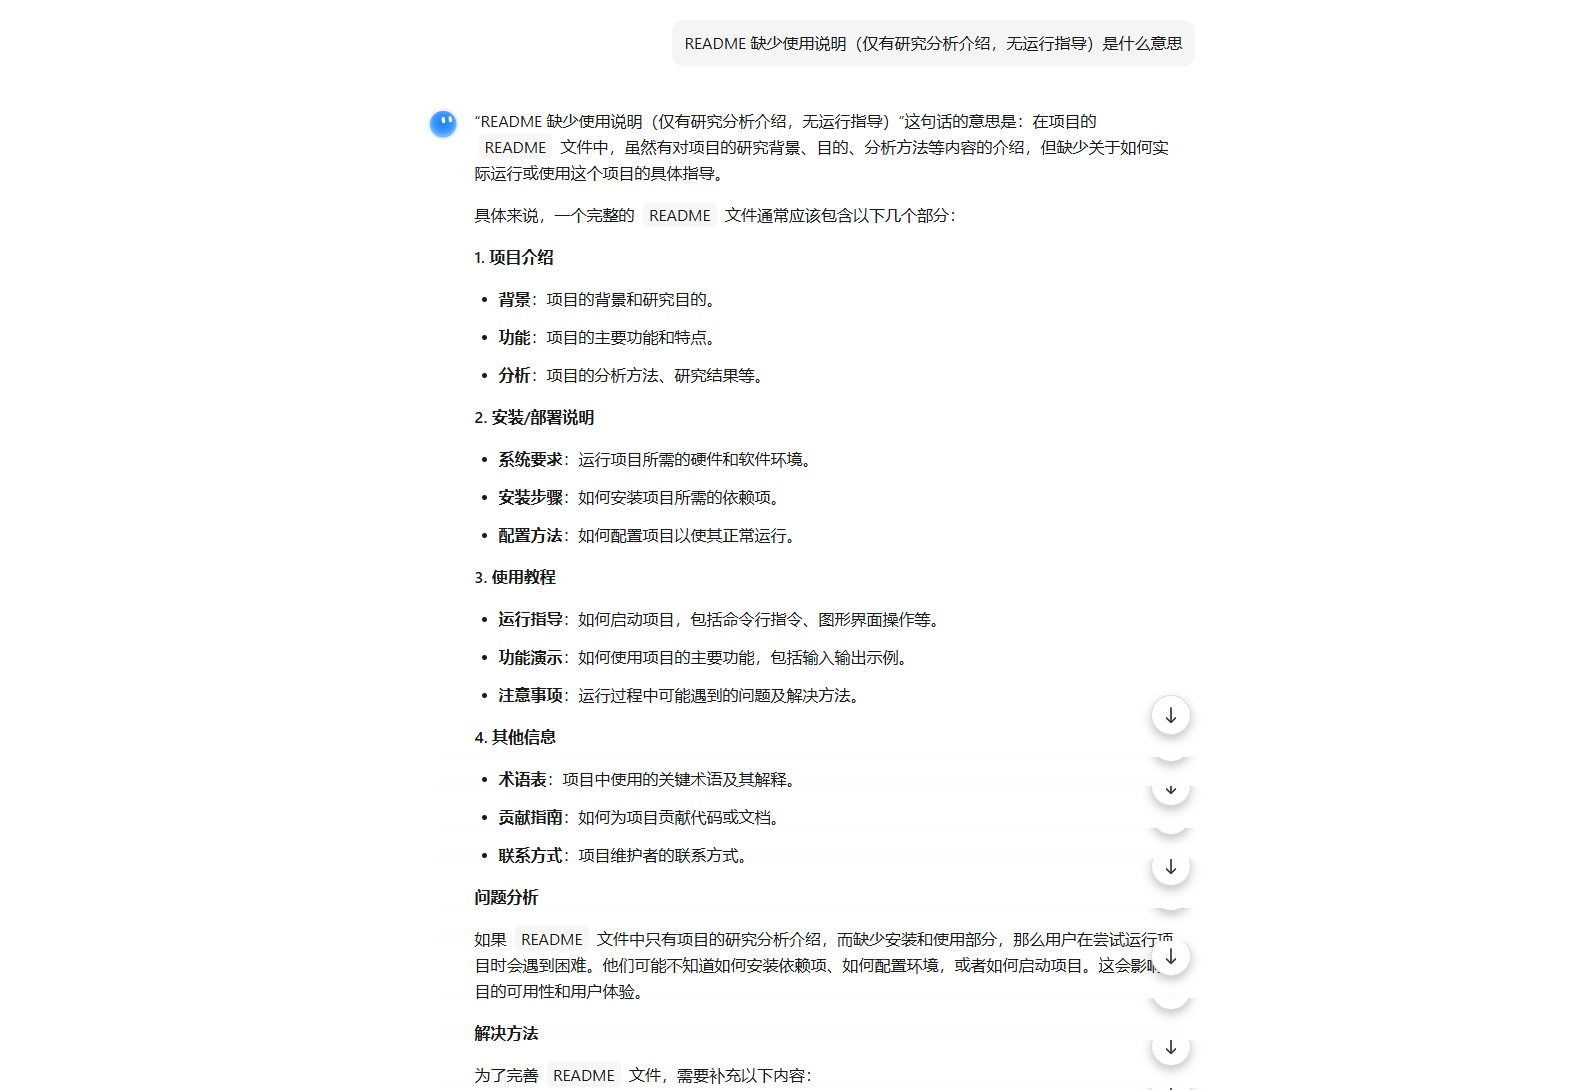 README 缺少使用说明（仅有研究分析介绍，无运行指导）是什么意思
“README 缺少使用说明（仅有研究分析介绍，无运行指导）”这句话的意思是：在项目的
README 文件中，虽然有对项目的研究背景、目的、分析方法等内容的介绍，但缺少关于如何实
际运行或使用这个项目的具体指导。
具体来说，一个完整的 README 文件通常应该包含以下几个部分：
1. 项目介绍
• 背景：项目的背景和研究目的。
• 功能：项目的主要功能和特点。
• 分析：项目的分析方法、研究结果等。
2. 安装/部署说明
• 系统要求：运行项目所需的硬件和软件环境。
• 安装步骤：如何安装项目所需的依赖项。
• 配置方法：如何配置项目以使其正常运行。
3. 使用教程
• 运行指导：如何启动项目，包括命令行指令、图形界面操作等。
• 功能演示：如何使用项目的主要功能，包括输入输出示例。
• 注意事项：运行过程中可能遇到的问题及解决方法。
4. 其他信息
• 术语表：项目中使用的关键术语及其解释。
• 贡献指南：如何为项目贡献代码或文档。
• 联系方式：项目维护者的联系方式。
问题分析
如果 README 文件中只有项目的研究分析介绍，而缺少安装和使用部分，那么用户在尝试运行项
目时会遇到困难。他们可能不知道如何安装依赖项、如何配置环境，或者如何启动项目。这会影响
目的可用性和用户体验。
解决方法
为了完善 README 文件，需要补充以下内容：